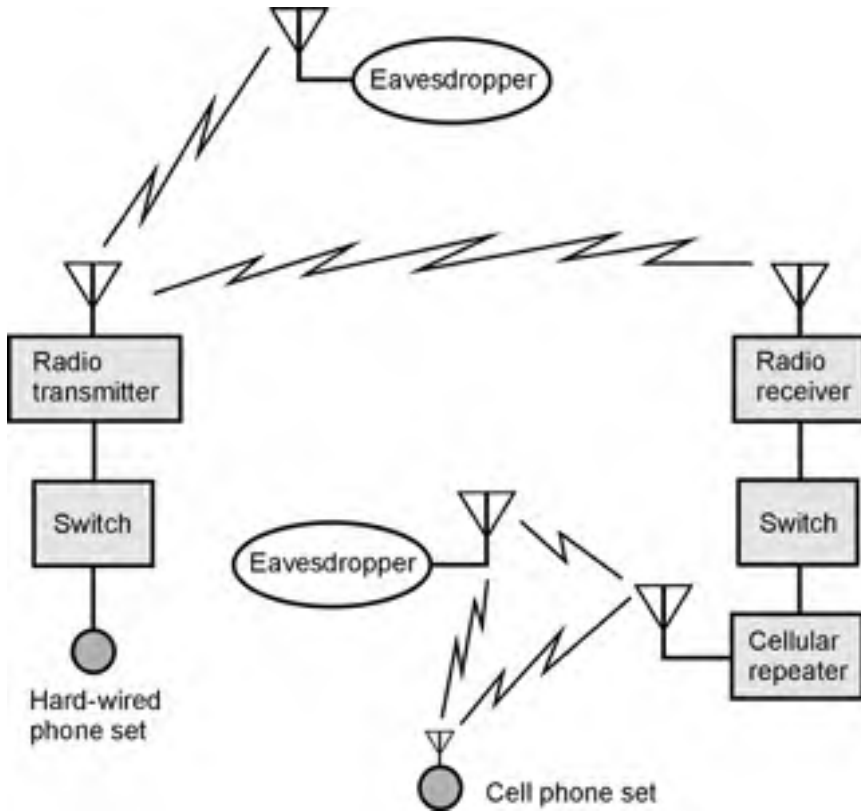 Eavesdropper
Radio
transmitter
Radio
receiver
Switch
Eavesdropper
Switch
Hard-wired
phone set
Cellular
repeater
Cell phone set